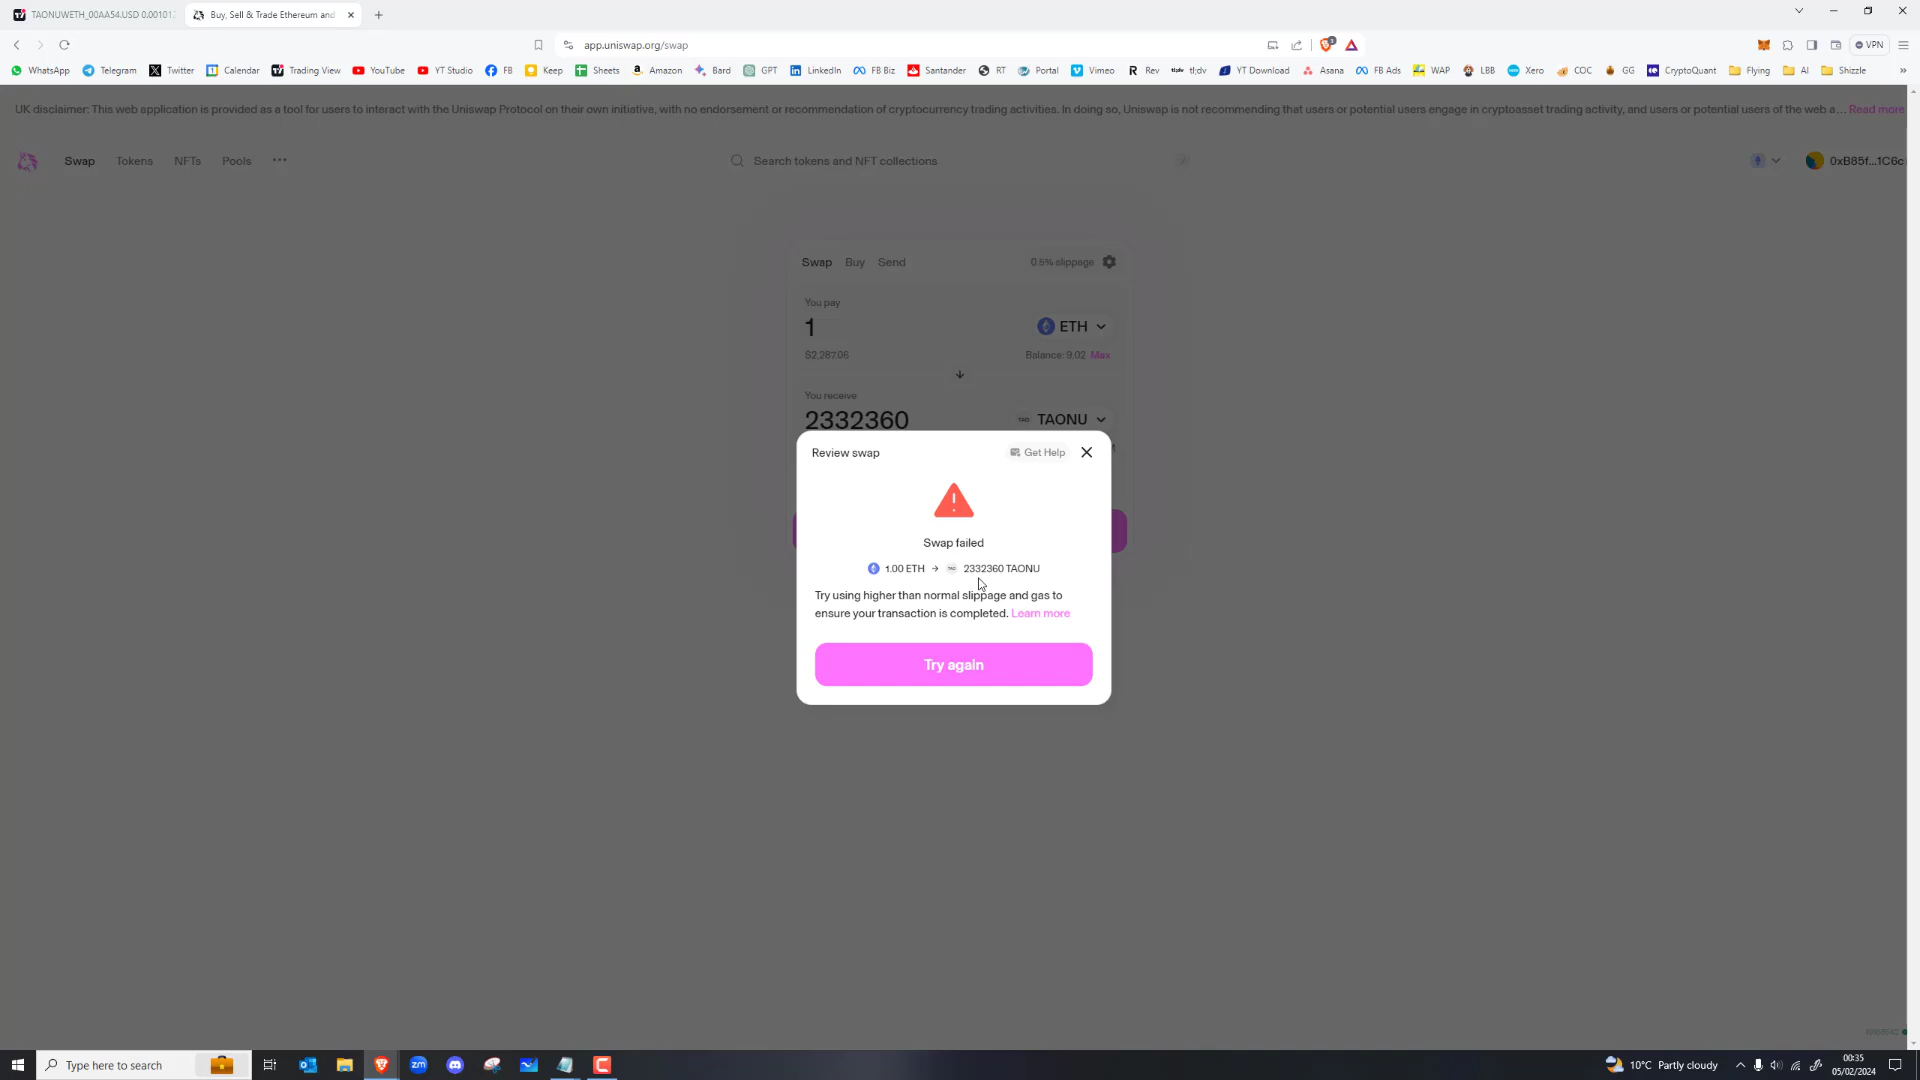 TAONUWETH_00AA54.USD 0.00101
Buy, Sell & Trade Ethereum and
app.uniswap.org/swap
VPN
WhatsApp Telegram Twitter Calendar Trading View YouTube YT Studio FB Keep Sheets Amazon Bard GPT LinkedIn FB Biz Santander RT Portal Vimeo Rev tl;dv YT Download Asana FB Ads WAP LBB Xero COC GG CryptoQuant Flying AI Shizzle
UK disclaimer: This web application is provided as a tool for users to interact with the Uniswap Protocol on their own initiative, with no endorsement or recommendation of cryptocurrency trading activities. In doing so, Uniswap is not recommending that users or potential users engage in cryptoasset trading activity, and users or potential users of the web a... Read more
Swap Tokens NFTs Pools
Search tokens and NFT collections
/
0xB85f...1C6c
Swap Buy Send 0.5% slippage
You pay
1 ETH
$2,287.06 Balance: 9.02 Max
You receive
2332360 TAONU
Review swap Get Help
Swap failed
1.00 ETH → 2332360 TAONU
Try using higher than normal slippage and gas to
ensure your transaction is completed. Learn more
Try again
Type here to search
10°C Partly cloudy
00:35
05/02/2024